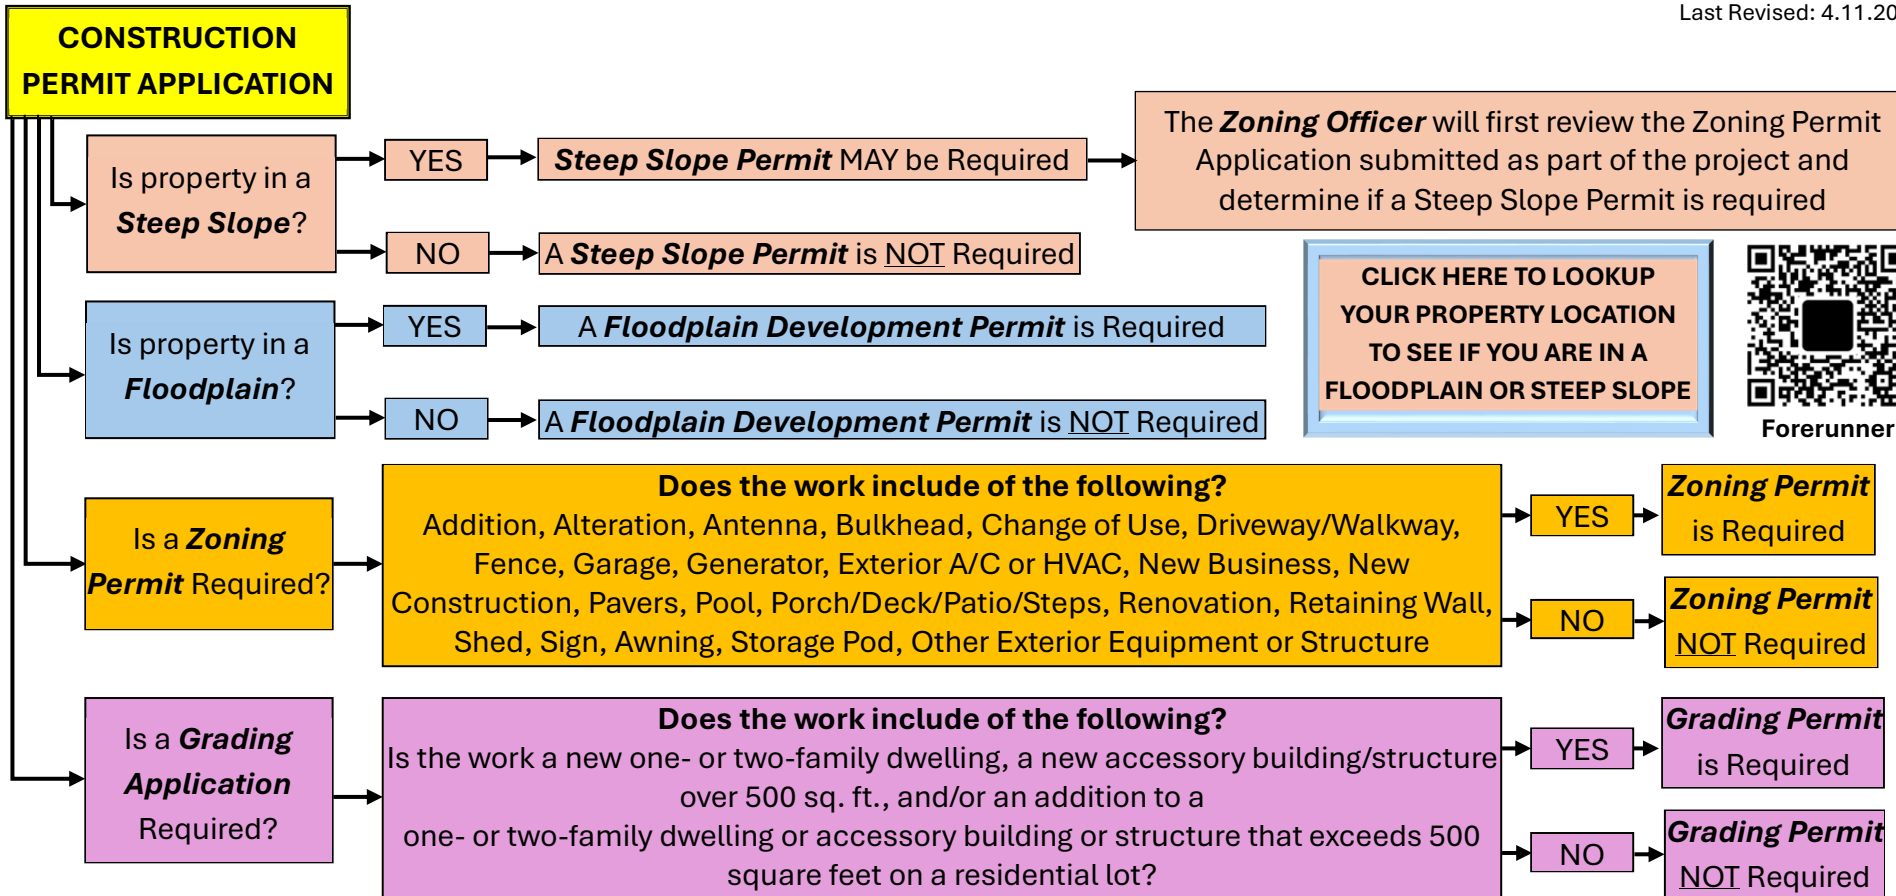 Last Revised: 4.11.20
CONSTRUCTION
PERMIT APPLICATION
Is property in a
Steep Slope?
YES
Steep Slope Permit MAY be Required
The Zoning Officer will first review the Zoning Permit
Application submitted as part of the project and
determine if a Steep Slope Permit is required
NO
A Steep Slope Permit is NOT Required
CLICK HERE TO LOOKUP
YOUR PROPERTY LOCATION
TO SEE IF YOU ARE IN A
FLOODPLAIN OR STEEP SLOPE
Forerunner
Is property in a
Floodplain?
YES
A Floodplain Development Permit is Required
NO
A Floodplain Development Permit is NOT Required
Is a Zoning
Permit Required?
Does the work include of the following?
Addition, Alteration, Antenna, Bulkhead, Change of Use, Driveway/Walkway,
Fence, Garage, Generator, Exterior A/C or HVAC, New Business, New
Construction, Pavers, Pool, Porch/Deck/Patio/Steps, Renovation, Retaining Wall,
Shed, Sign, Awning, Storage Pod, Other Exterior Equipment or Structure
YES
Zoning Permit
is Required
NO
Zoning Permit
NOT Required
Is a Grading
Application
Required?
Does the work include of the following?
Is the work a new one- or two-family dwelling, a new accessory building/structure
over 500 sq. ft., and/or an addition to a
one- or two-family dwelling or accessory building or structure that exceeds 500
square feet on a residential lot?
YES
Grading Permit
is Required
NO
Grading Permit
NOT Required